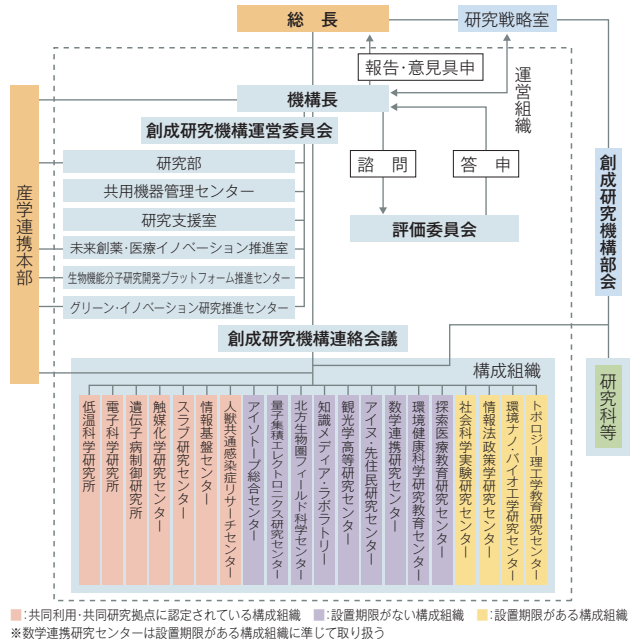 総 長
研究戦略室
報告・意見具申
運営組織
機構長
創成研究機構運営委員会
研究部
共用機器管理センター
研究支援室
未来創薬・医療イノベーション推進室
生物機能分子研究開発プラットフォーム推進センター
グリーン・イノベーション研究推進センター
諮 問
答 申
評価委員会
産学連携本部
創成研究機構部会
創成研究機構連絡会議
構成組織
研究科等
低温科学研究所
電子科学研究所
遺伝子病制御研究所
触媒化学研究センター
スラブ研究センター
情報基盤センター
人獣共通感染症リサーチセンター
アイソトープ総合センター
量子集積エレクトロニクス研究センター
北方生物圏フィールド科学センター
知識メディア・ラボラトリー
観光学高等研究センター
アイヌ・先住民研究センター
数学連携研究センター
環境健康科学研究教育センター
探索医療教育研究センター
社会科学実験研究センター
情報法政策学研究センター
環境ナノ・バイオ工学研究センター
トポロジー理工学教育研究センター
:共同利用・共同研究拠点に認定されている構成組織 :設置期限がない構成組織 :設置期限がある構成組織
※数学連携研究センターは設置期限がある構成組織に準じて取り扱う